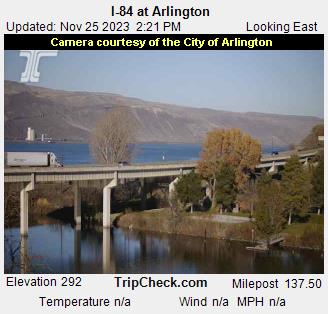 I-84 at Arlington
Updated: Nov 25 2023 2:21 PM Looking East
Camera courtesy of the City of Arlington
Elevation 292 TripCheck.com Milepost 137.50
Temperature n/a Wind n/a MPH n/a